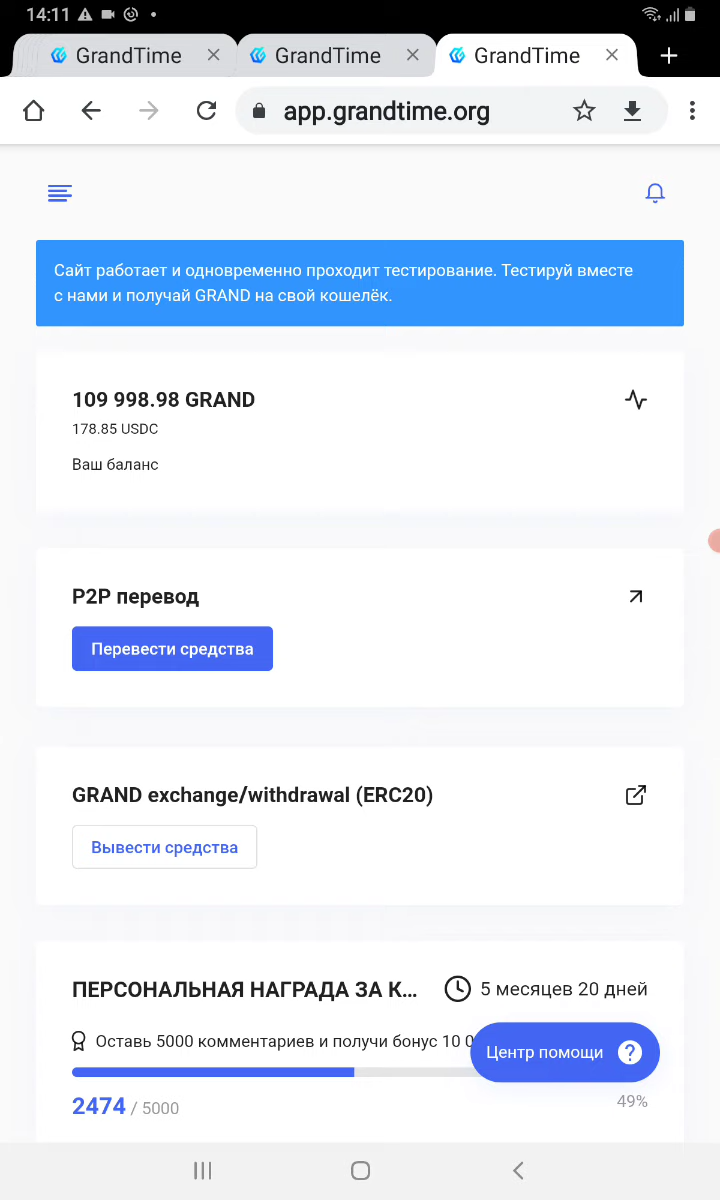 14:11
GrandTime
GrandTime
GrandTime
app.grandtime.org
Сайт работает и одновременно проходит тестирование. Тестируй вместе
с нами и получай GRAND на свой кошелёк.
109 998.98 GRAND
178.85 USDC
Ваш баланс
P2P перевод
Перевести средства
GRAND exchange/withdrawal (ERC20)
Вывести средства
ПЕРСОНАЛЬНАЯ НАГРАДА ЗА К...
5 месяцев 20 дней
Оставь 5000 комментариев и получи бонус 10 0
Центр помощи
2474 / 5000
49%